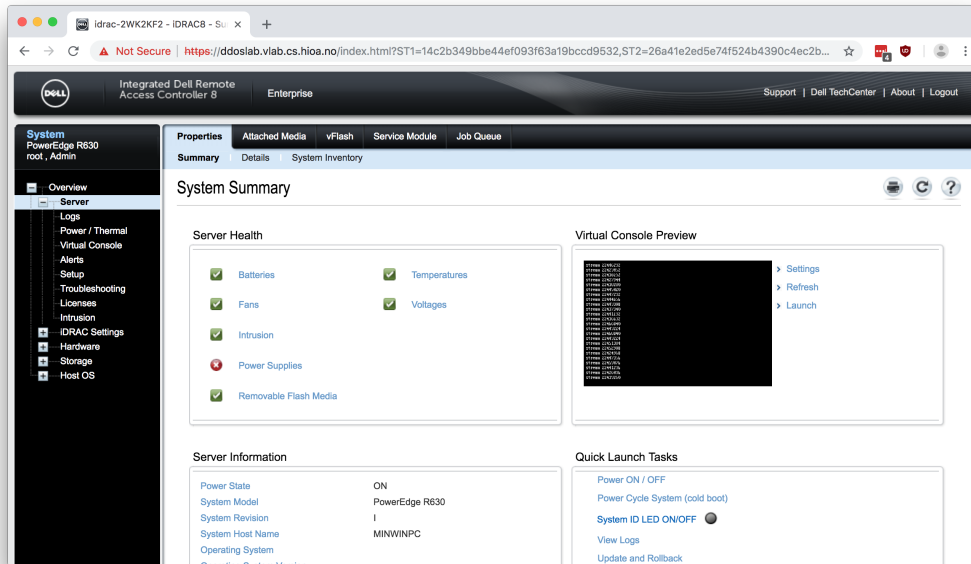 idrac-2WK2KF2 - iDRAC8 - Su
Not Secure https://ddoslab.vlab.cs.hioa.no/index.html?ST1=14c2b349bbe44ef093f63a19bccd9532,ST2=26a41e2ed5e74f524b4390c4ec2b...
4
DELL
Integrated Dell Remote
Access Controller 8
Enterprise
Support | Dell TechCenter | About | Logout
System
PowerEdge R630
root , Admin
Properties Attached Media vFlash Service Module Job Queue
Summary Details System Inventory
Overview
Server
Logs
Power / Thermal
Virtual Console
Alerts
Setup
Troubleshooting
Licenses
Intrusion
iDRAC Settings
Hardware
Storage
Host OS
System Summary
Server Health
Batteries Temperatures
Fans Voltages
Intrusion
Power Supplies
Removable Flash Media
Virtual Console Preview
Settings
Refresh
Launch
Server Information
Power State ON
System Model PowerEdge R630
System Revision I
System Host Name MINWINPC
Operating System
Quick Launch Tasks
Power ON / OFF
Power Cycle System (cold boot)
System ID LED ON/OFF
View Logs
Update and Rollback